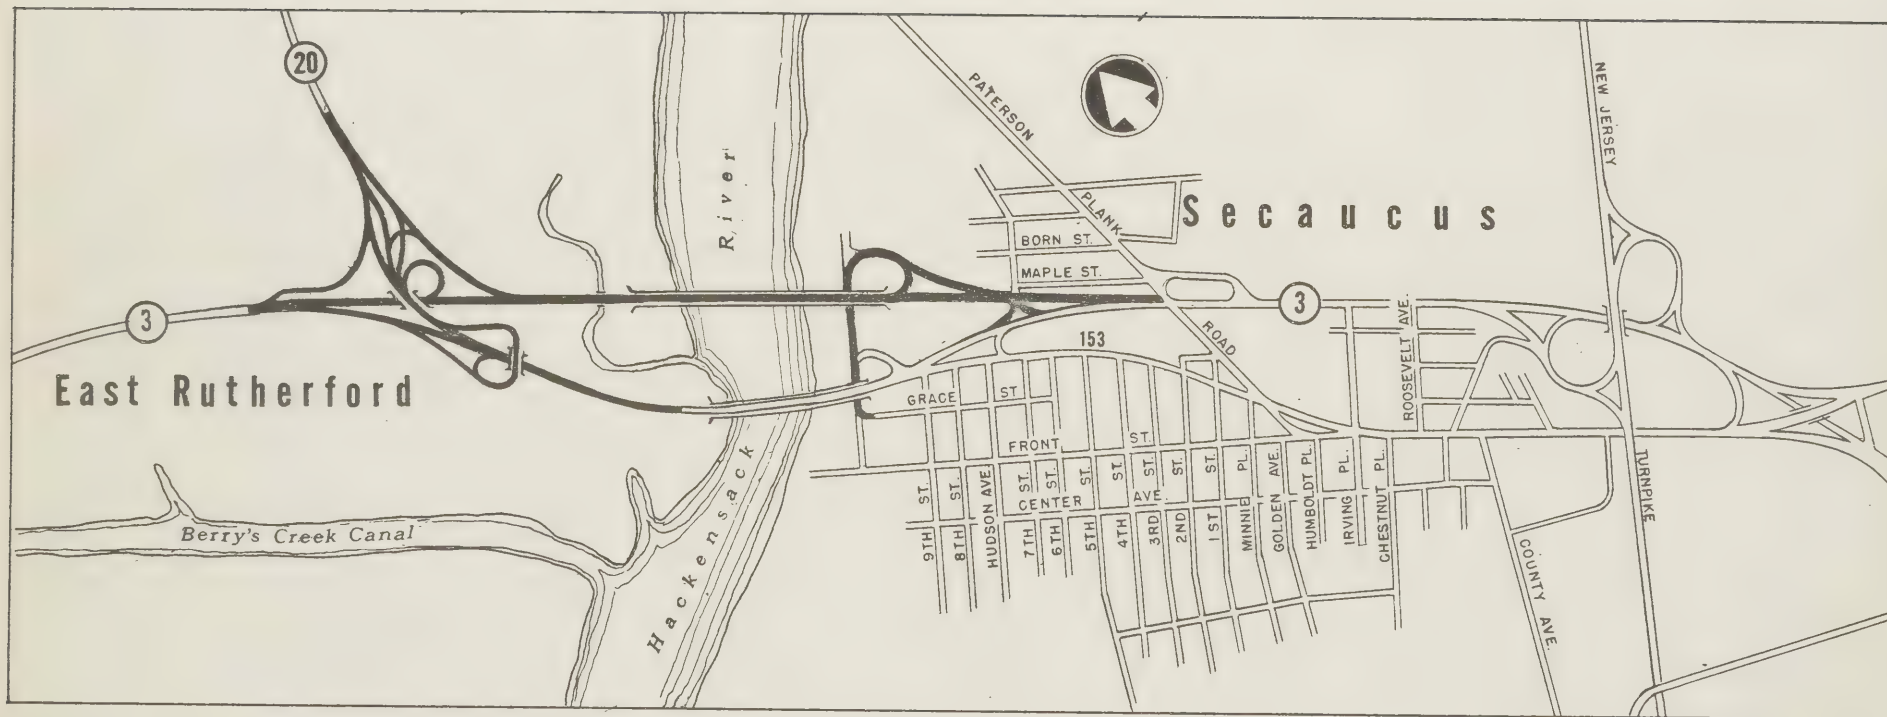 20
3
East Rutherford
Berry's Creek Canal
River
Hackensack
PATERSON
PLANK
ROAD
Secaucus
BORN ST.
MAPLE ST.
3
153
GRACE ST.
FRONT ST.
CENTER AVE.
9TH ST.
8TH ST.
HUDSON AVE.
7TH ST.
6TH ST.
5TH ST.
4TH ST.
3RD ST.
2ND ST.
1ST ST.
MINNIE PL.
GOLDEN AVE.
HUMBOLDT PL.
IRVING PL.
CHESTNUT PL.
ROOSEVELT AVE.
NEW JERSEY
TURNPIKE
COUNTY AVE.